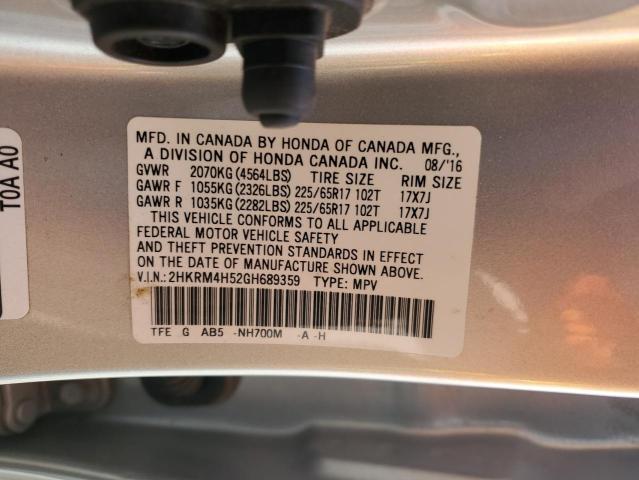 MFD. IN CANADA BY HONDA OF CANADA MFG.,
A DIVISION OF HONDA CANADA INC. 08/'16
GVWR 2070KG(4564LBS) TIRE SIZE RIM SIZE
GAWR F 1055KG(2326LBS) 225/65R17 102T 17X7J
GAWR R 1035KG(2282LBS) 225/65R17 102T 17X7J
THIS VEHICLE CONFORMS TO ALL APPLICABLE
FEDERAL MOTOR VEHICLE SAFETY
AND THEFT PREVENTION STANDARDS IN EFFECT
ON THE DATE OF MANUFACTURE SHOWN ABOVE.
V.I.N.:2HKRM4H52GH689359 TYPE: MPV
TFE G AB5 -NH700M -A -H
T0A A0